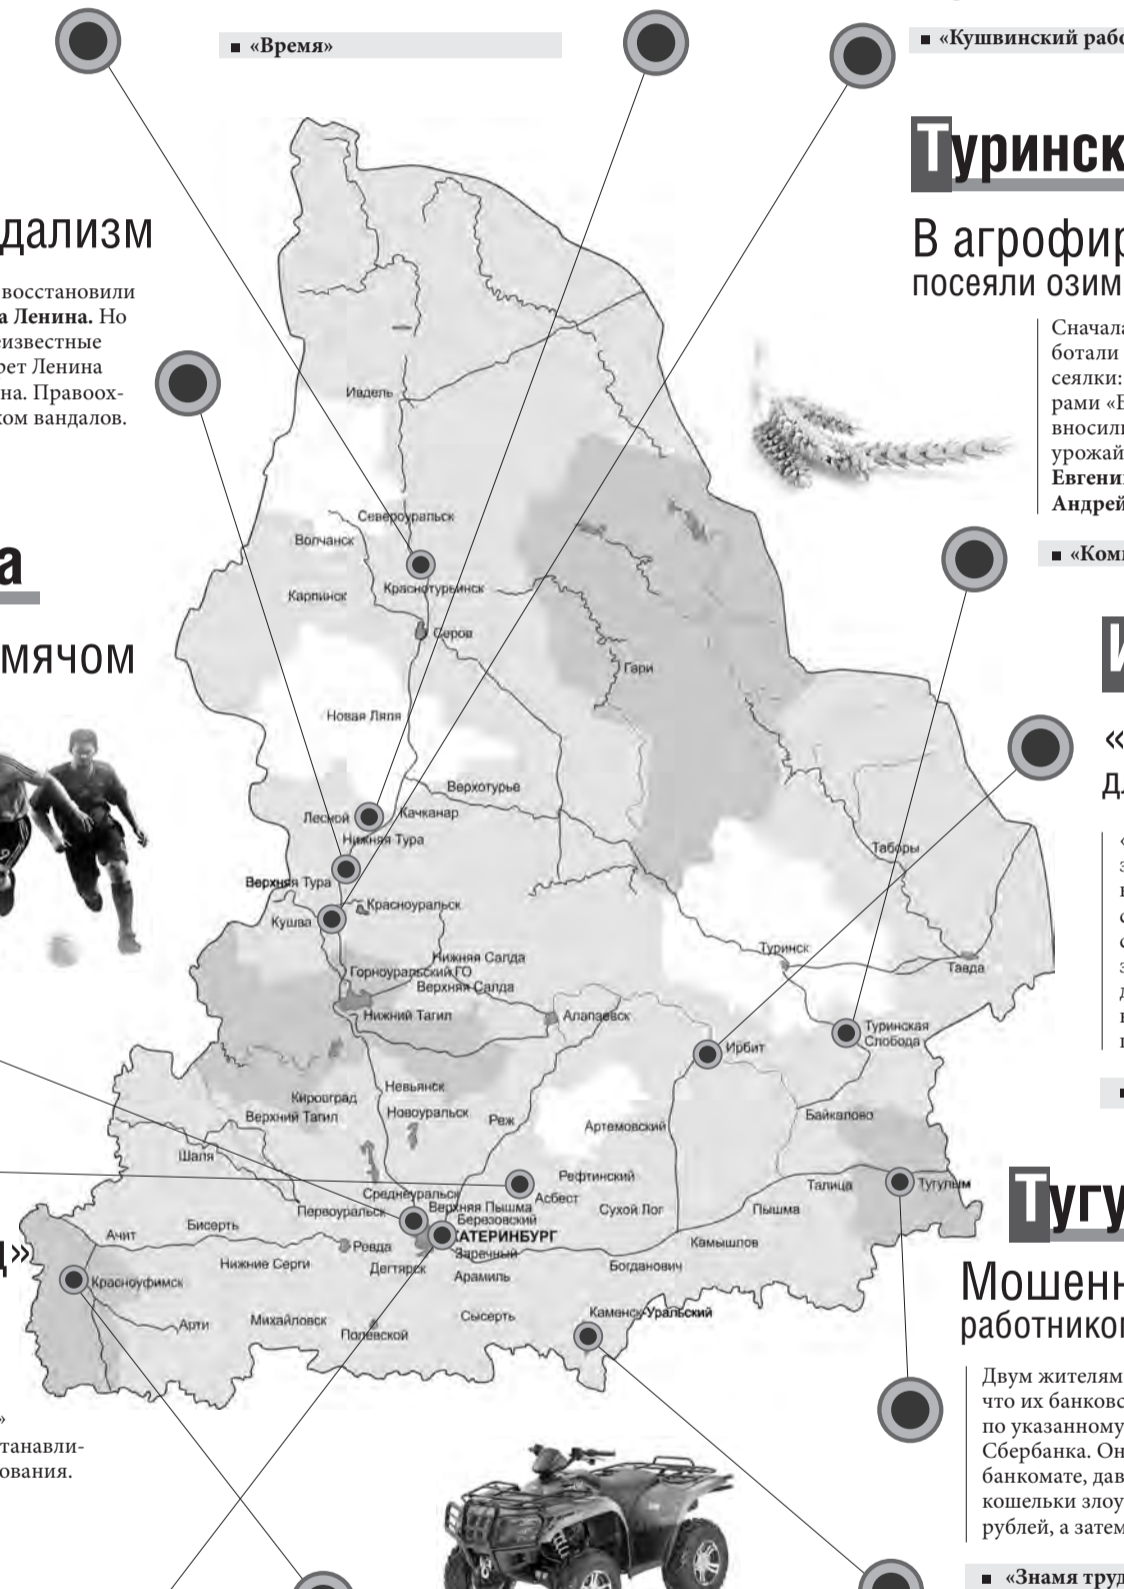 ■ «Время»
■ «Кушвинский рабо
Туринск
В агрофир
посеяли озим
Сначала
ботали
сеялки:
рами «Е
вносили
урожай
Евгени
Андрей
■ «Комм
дализм
восстановили
а Ленина. Но
еизвестные
рет Ленина
на. Правоох-
ком вандалов.
а
мячом
Ивдель
Североуральск
Волчанск
Краснотурьинск
Карпинск
Серов
Гари
Новая Ляля
Верхотурье
Лесной
Качканар
Нижняя Тура
Таборы
Верхняя Тура
Красноуральск
Кушва
Туринск
Нижняя Салда
Тавда
Горноуральский ГО
Верхняя Салда
Нижний Тагил
Алапаевск
Туринская
Слобода
Ирбит
Невьянск
Кировград
Новоуральск
Верхний Тагил
Реж
Артемовский
Байкалово
Шаля
Рефтинский
Асбест
Талица
Тугулым
Среднеуральск
Верхняя Пышма
Первоуральск
Березовский
Сухой Лог
Пышма
Бисерть
Ачит
КАТЕРИНБУРГ
Ревда
Заречный
Камышлов
Нижние Серги
Дегтярск
Арамиль
Богданович
Красноуфимск
Арти
Михайловск
Полевской
Сысерть
Каменск-Уральский
И
«
Тугу
Мошенн
работником
Двум жителям
что их банковс
по указанному
Сбербанка. Он
банкомате, дав
кошельки злоу
рублей, а затем
■ «Знамя труд
ц»
»
танавли-
ования.